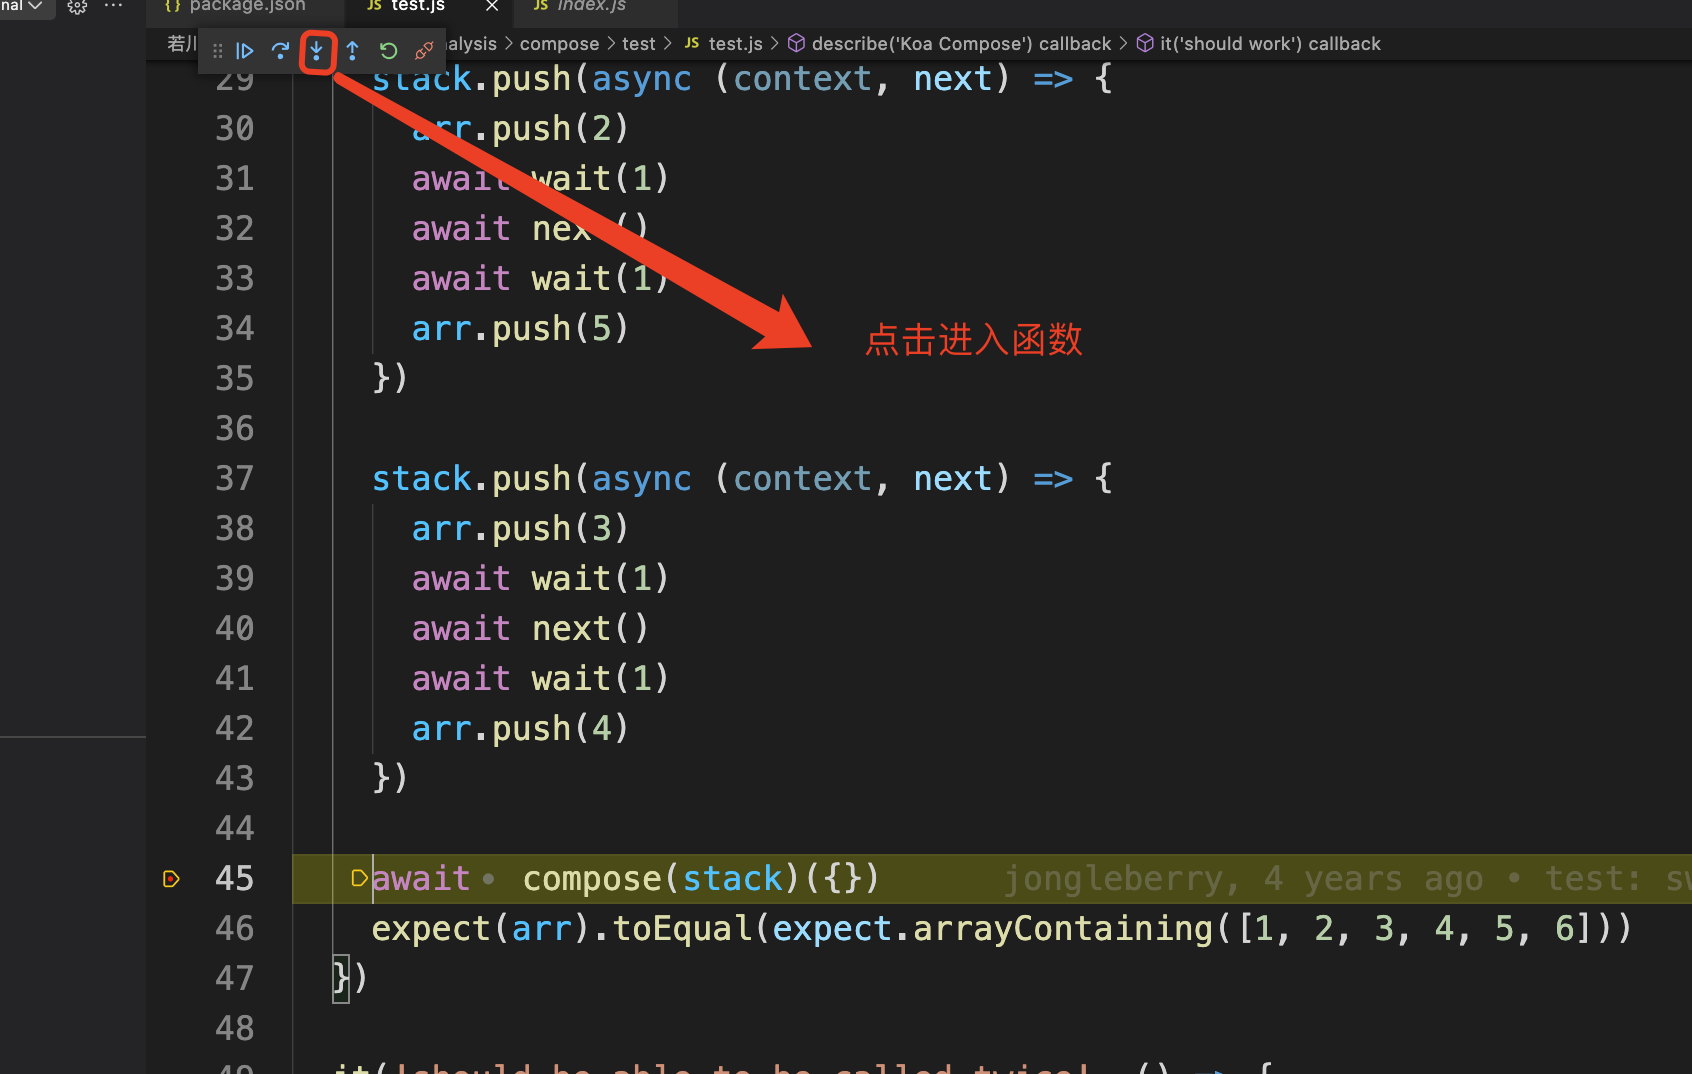 nal
{} package.json
JS test.js
JS index.js
若川
nalysis > compose > test > JS test.js > describe('Koa Compose') callback > it('should work') callback
29 stack.push(async (context, next) => {
30 arr.push(2)
31 await wait(1)
32 await nex ()
33 await wait(1)
34 arr.push(5)
点击进入函数
35 })
36
37 stack.push(async (context, next) => {
38 arr.push(3)
39 await wait(1)
40 await next()
41 await wait(1)
42 arr.push(4)
43 })
44
45 await compose(stack)({}) jongleberry, 4 years ago • test: sw
46 expect(arr).toEqual(expect.arrayContaining([1, 2, 3, 4, 5, 6]))
47 })
48
49 it('should be able to be called twice', () => {